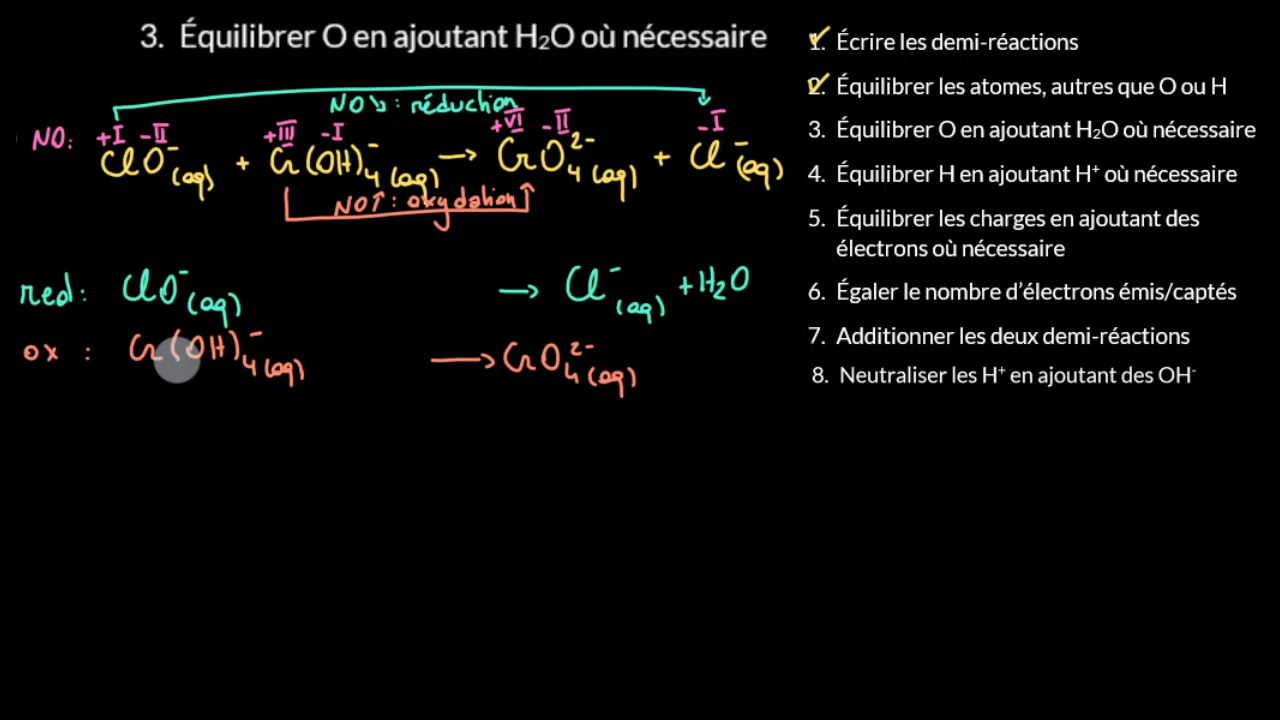 3. Équilibrer O en ajoutant H₂O où nécessaire
NO ↘ : réduction
NO: +I -II +III -I +VI -II -I
ClO⁻(aq) + Cr(OH)₄⁻(aq) → CrO₄²⁻(aq) + Cl⁻(aq)
NO↑ : oxydation
red: ClO⁻(aq) → Cl⁻(aq) + H₂O
ox : Cr(OH)₄⁻(aq) → CrO₄²⁻(aq)
1. Écrire les demi-réactions
2. Équilibrer les atomes, autres que O ou H
3. Équilibrer O en ajoutant H₂O où nécessaire
4. Équilibrer H en ajoutant H⁺ où nécessaire
5. Équilibrer les charges en ajoutant des
électrons où nécessaire
6. Égaler le nombre d’électrons émis/captés
7. Additionner les deux demi-réactions
8. Neutraliser les H⁺ en ajoutant des OH⁻